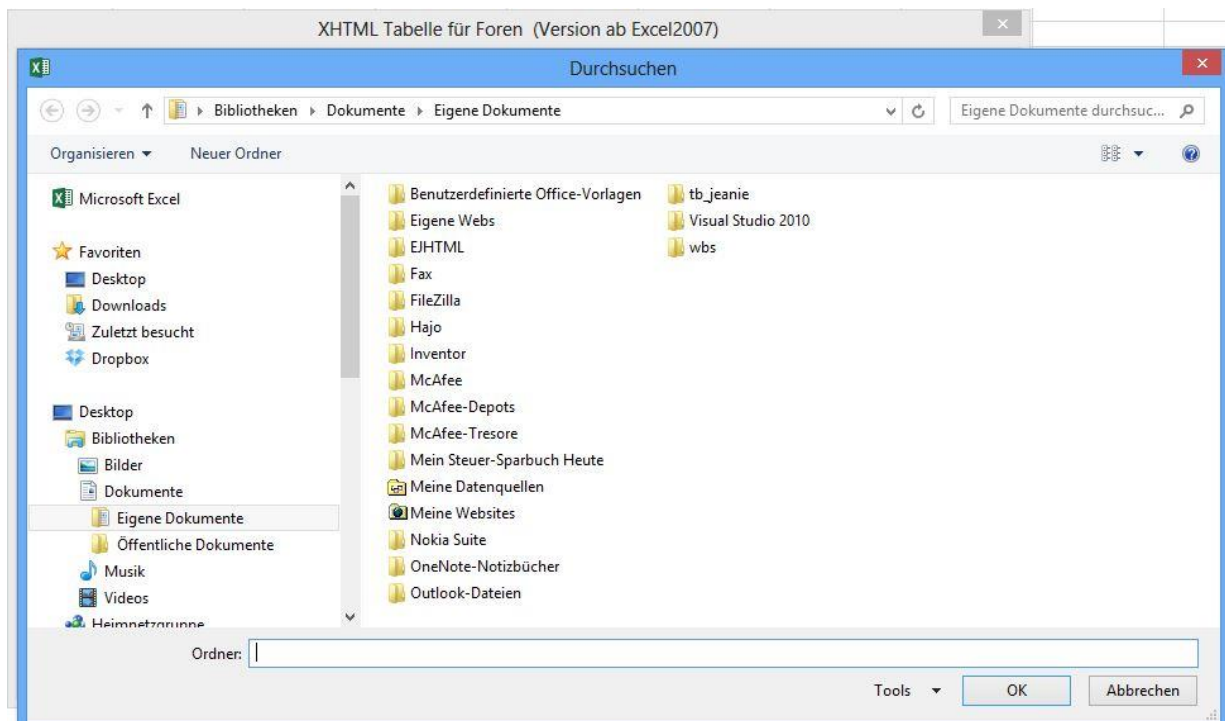 XHTML Tabelle für Foren (Version ab Excel2007)
Durchsuchen
Bibliotheken Dokumente Eigene Dokumente
Eigene Dokumente durchsuc...
Organisieren
Neuer Ordner
Microsoft Excel
Favoriten
Desktop
Downloads
Zuletzt besucht
Dropbox
Desktop
Bibliotheken
Bilder
Dokumente
Eigene Dokumente
Öffentliche Dokumente
Musik
Videos
Heimnetzgruppe
Benutzerdefinierte Office-Vorlagen
Eigene Webs
EJHTML
Fax
FileZilla
Hajo
Inventor
McAfee
McAfee-Depots
McAfee-Tresore
Mein Steuer-Sparbuch Heute
Meine Datenquellen
Meine Websites
Nokia Suite
OneNote-Notizbücher
Outlook-Dateien
tb_jeanie
Visual Studio 2010
wbs
Ordner:
Tools
OK
Abbrechen